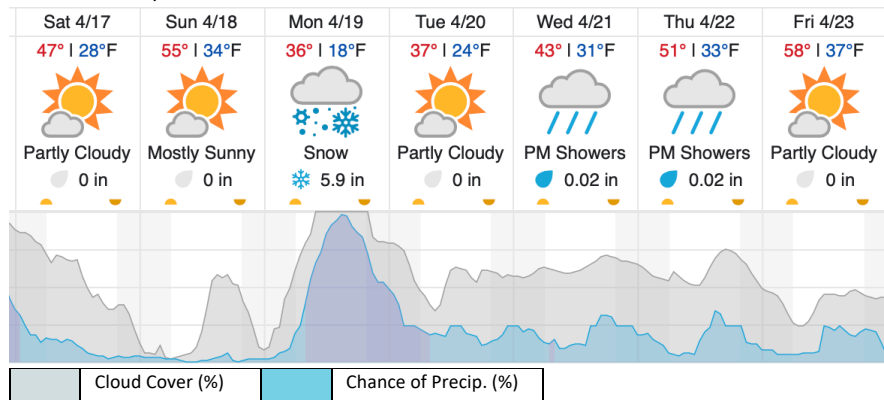 Sat 4/17 Sun 4/18 Mon 4/19 Tue 4/20 Wed 4/21 Thu 4/22 Fri 4/23
47° | 28°F 55° | 34°F 36° | 18°F 37° | 24°F 43° | 31°F 51° | 33°F 58° | 37°F
Partly Cloudy Mostly Sunny Snow Partly Cloudy PM Showers PM Showers Partly Cloudy
0 in 0 in 5.9 in 0 in 0.02 in 0.02 in 0 in
Cloud Cover (%) Chance of Precip. (%)